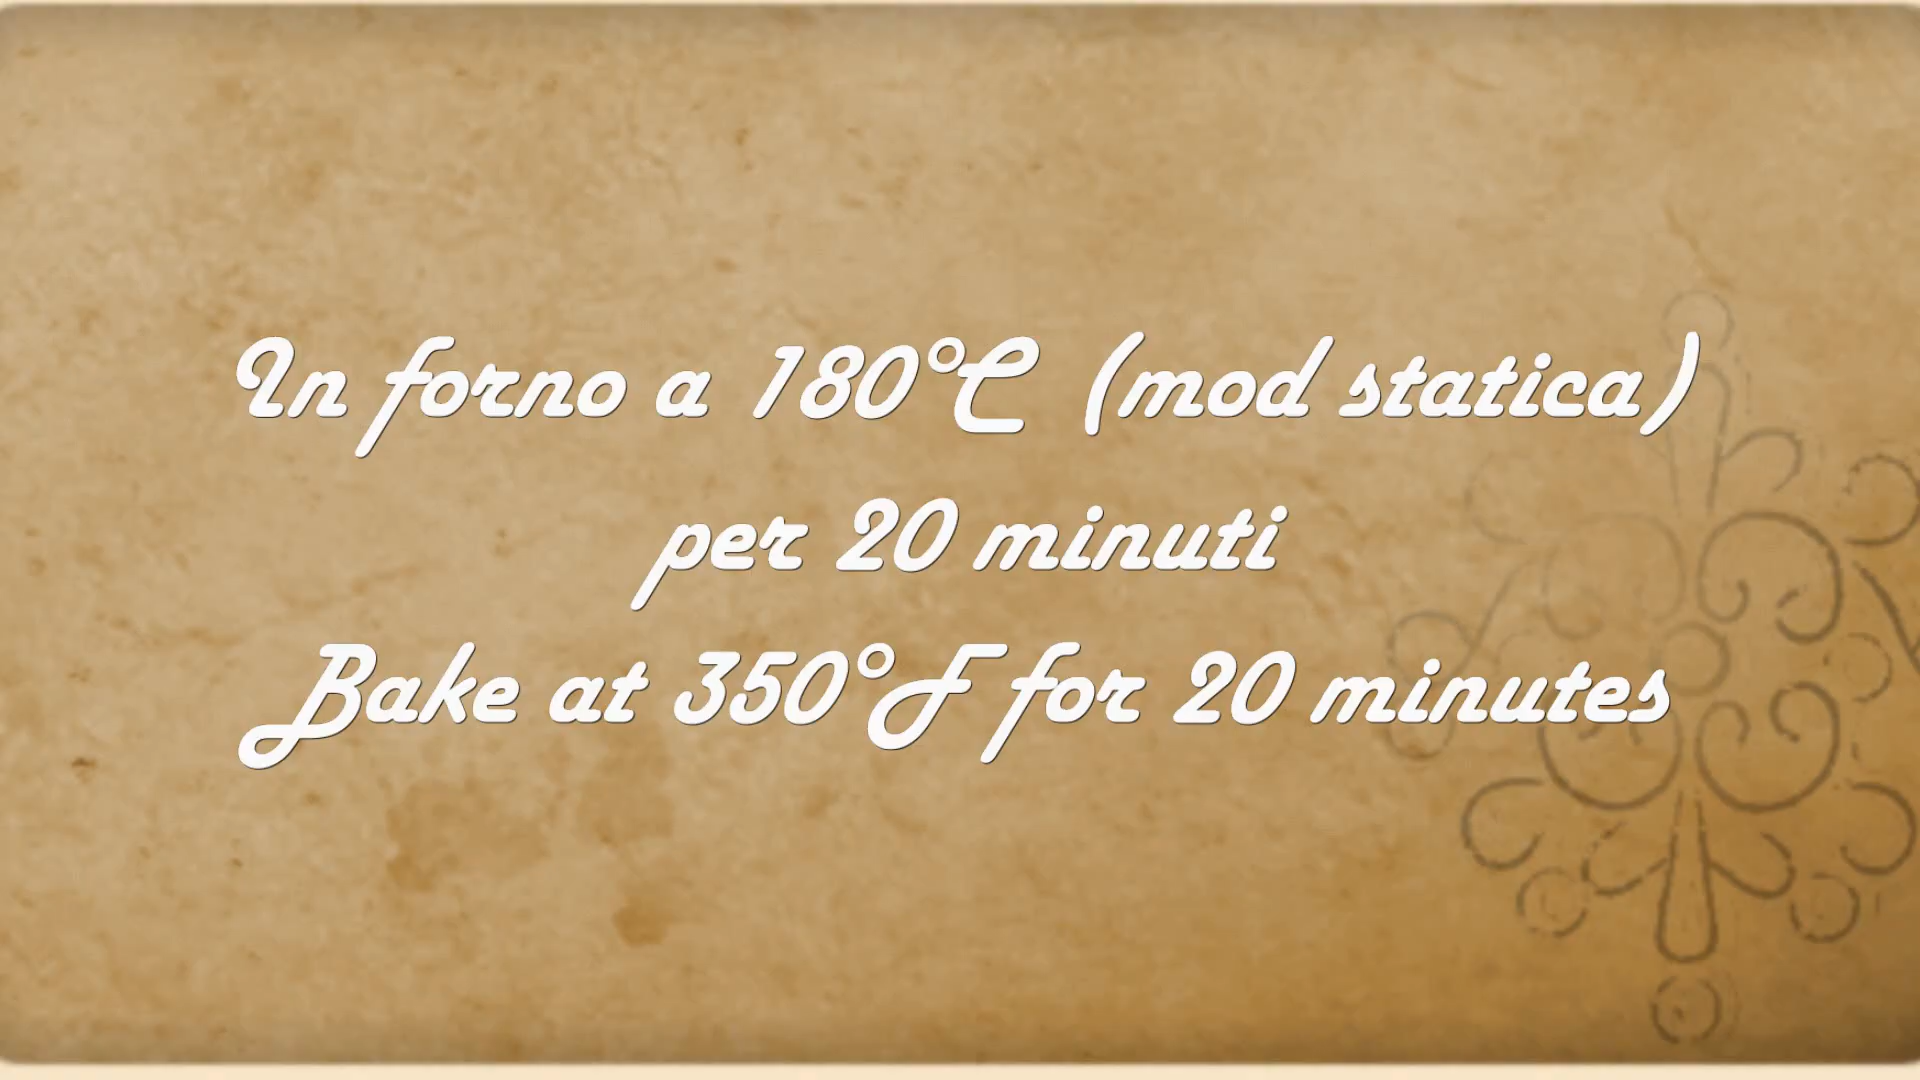 In forno a 180°C (mod statica)
per 20 minuti
Bake at 350°F for 20 minutes